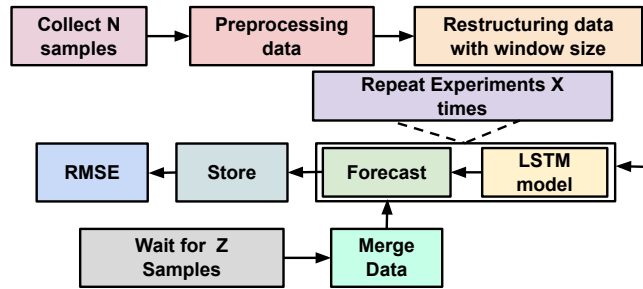 Collect N
samples
Preprocessing
data
Restructuring data
with window size
Repeat Experiments X
times
RMSE
Store
Forecast
LSTM
model
Wait for Z
Samples
Merge
Data